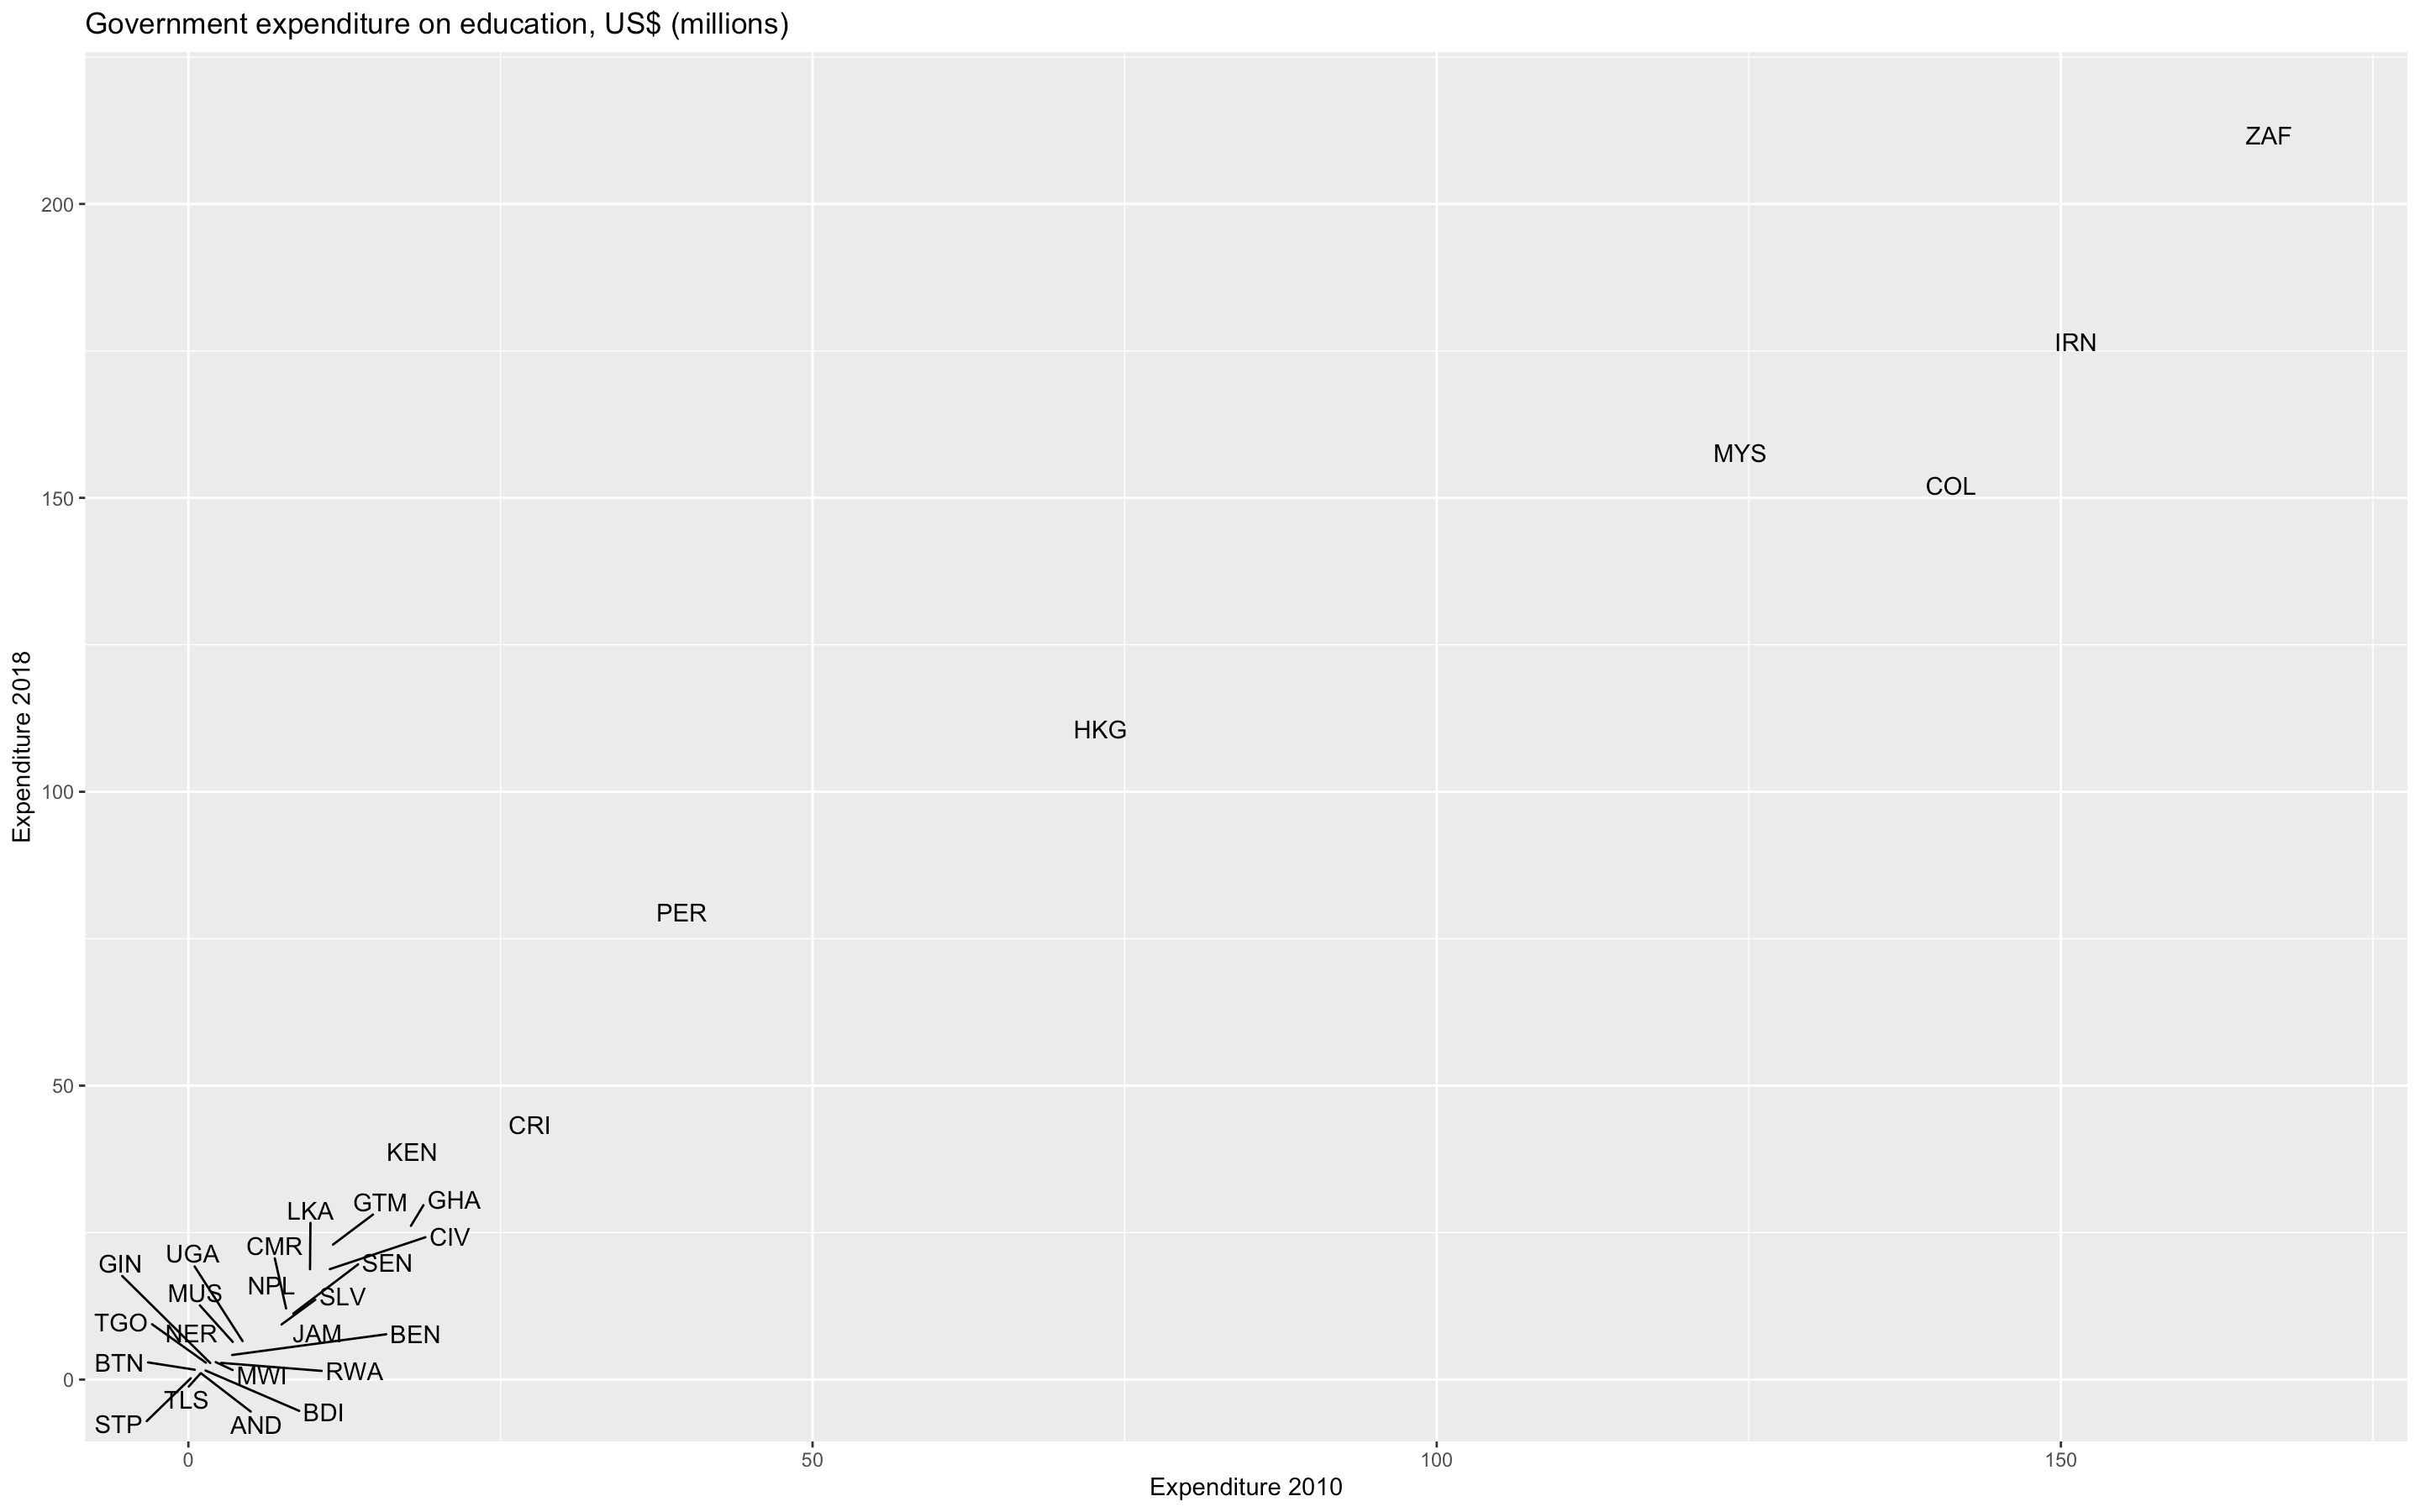 Government expenditure on education, US$ (millions)
Expenditure 2018
200
150
100
50
0
ZAF
IRN
MYS
COL
HKG
PER
CRI
KEN
GTM
GHA
LKA
CIV
CMR
UGA
SEN
GIN
NPL
MUS
SLV
TGO
NER
JAM
BEN
BTN
MWI
RWA
TLS
BDI
STP
AND
0
50
100
150
Expenditure 2010